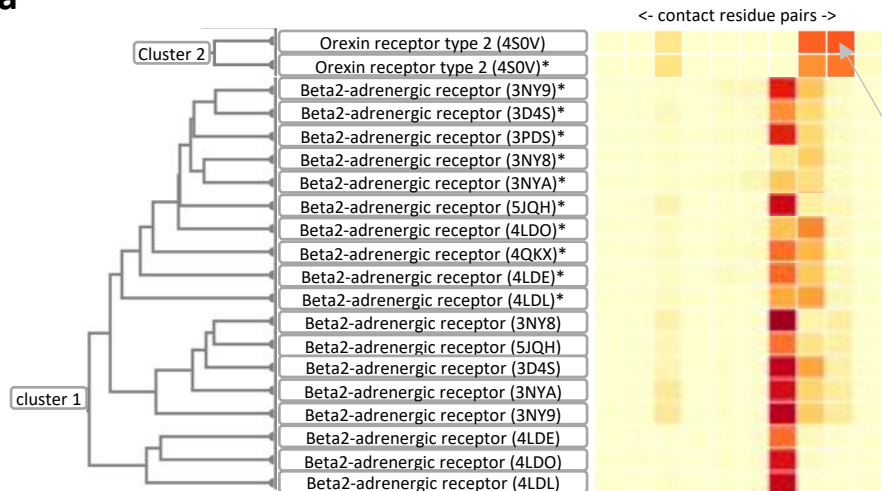 a
<- contact residue pairs ->
Cluster 2
Orexin receptor type 2 (4S0V)
Orexin receptor type 2 (4S0V)*
Beta2-adrenergic receptor (3NY9)*
Beta2-adrenergic receptor (3D4S)*
Beta2-adrenergic receptor (3PDS)*
Beta2-adrenergic receptor (3NY8)*
Beta2-adrenergic receptor (3NYA)*
Beta2-adrenergic receptor (5JQH)*
Beta2-adrenergic receptor (4LDO)*
Beta2-adrenergic receptor (4QKX)*
Beta2-adrenergic receptor (4LDE)*
Beta2-adrenergic receptor (4LDL)*
Beta2-adrenergic receptor (3NY8)
Beta2-adrenergic receptor (5JQH)
Beta2-adrenergic receptor (3D4S)
cluster 1
Beta2-adrenergic receptor (3NYA)
Beta2-adrenergic receptor (3NY9)
Beta2-adrenergic receptor (4LDE)
Beta2-adrenergic receptor (4LDO)
Beta2-adrenergic receptor (4LDL)